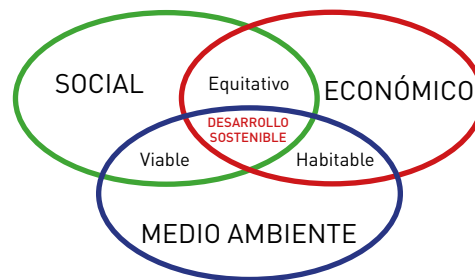 SOCIAL
Equitativo
ECONÓMICO
DESARROLLO
SOSTENIBLE
Viable
Habitable
MEDIO AMBIENTE